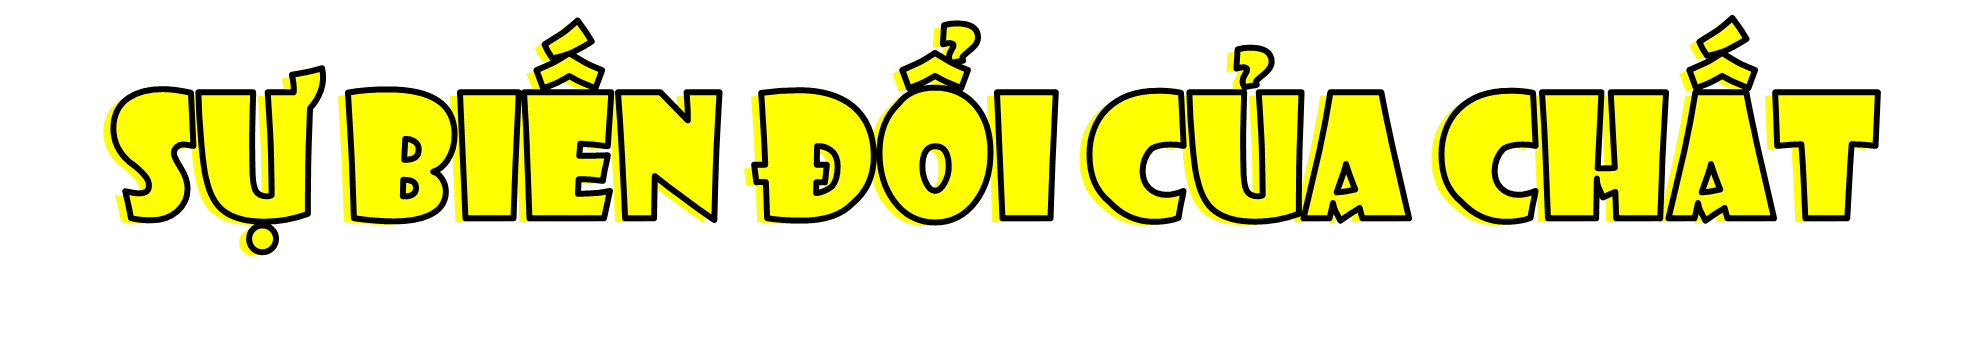 SỰ BIẾN ĐỔI CỦA CHẤT